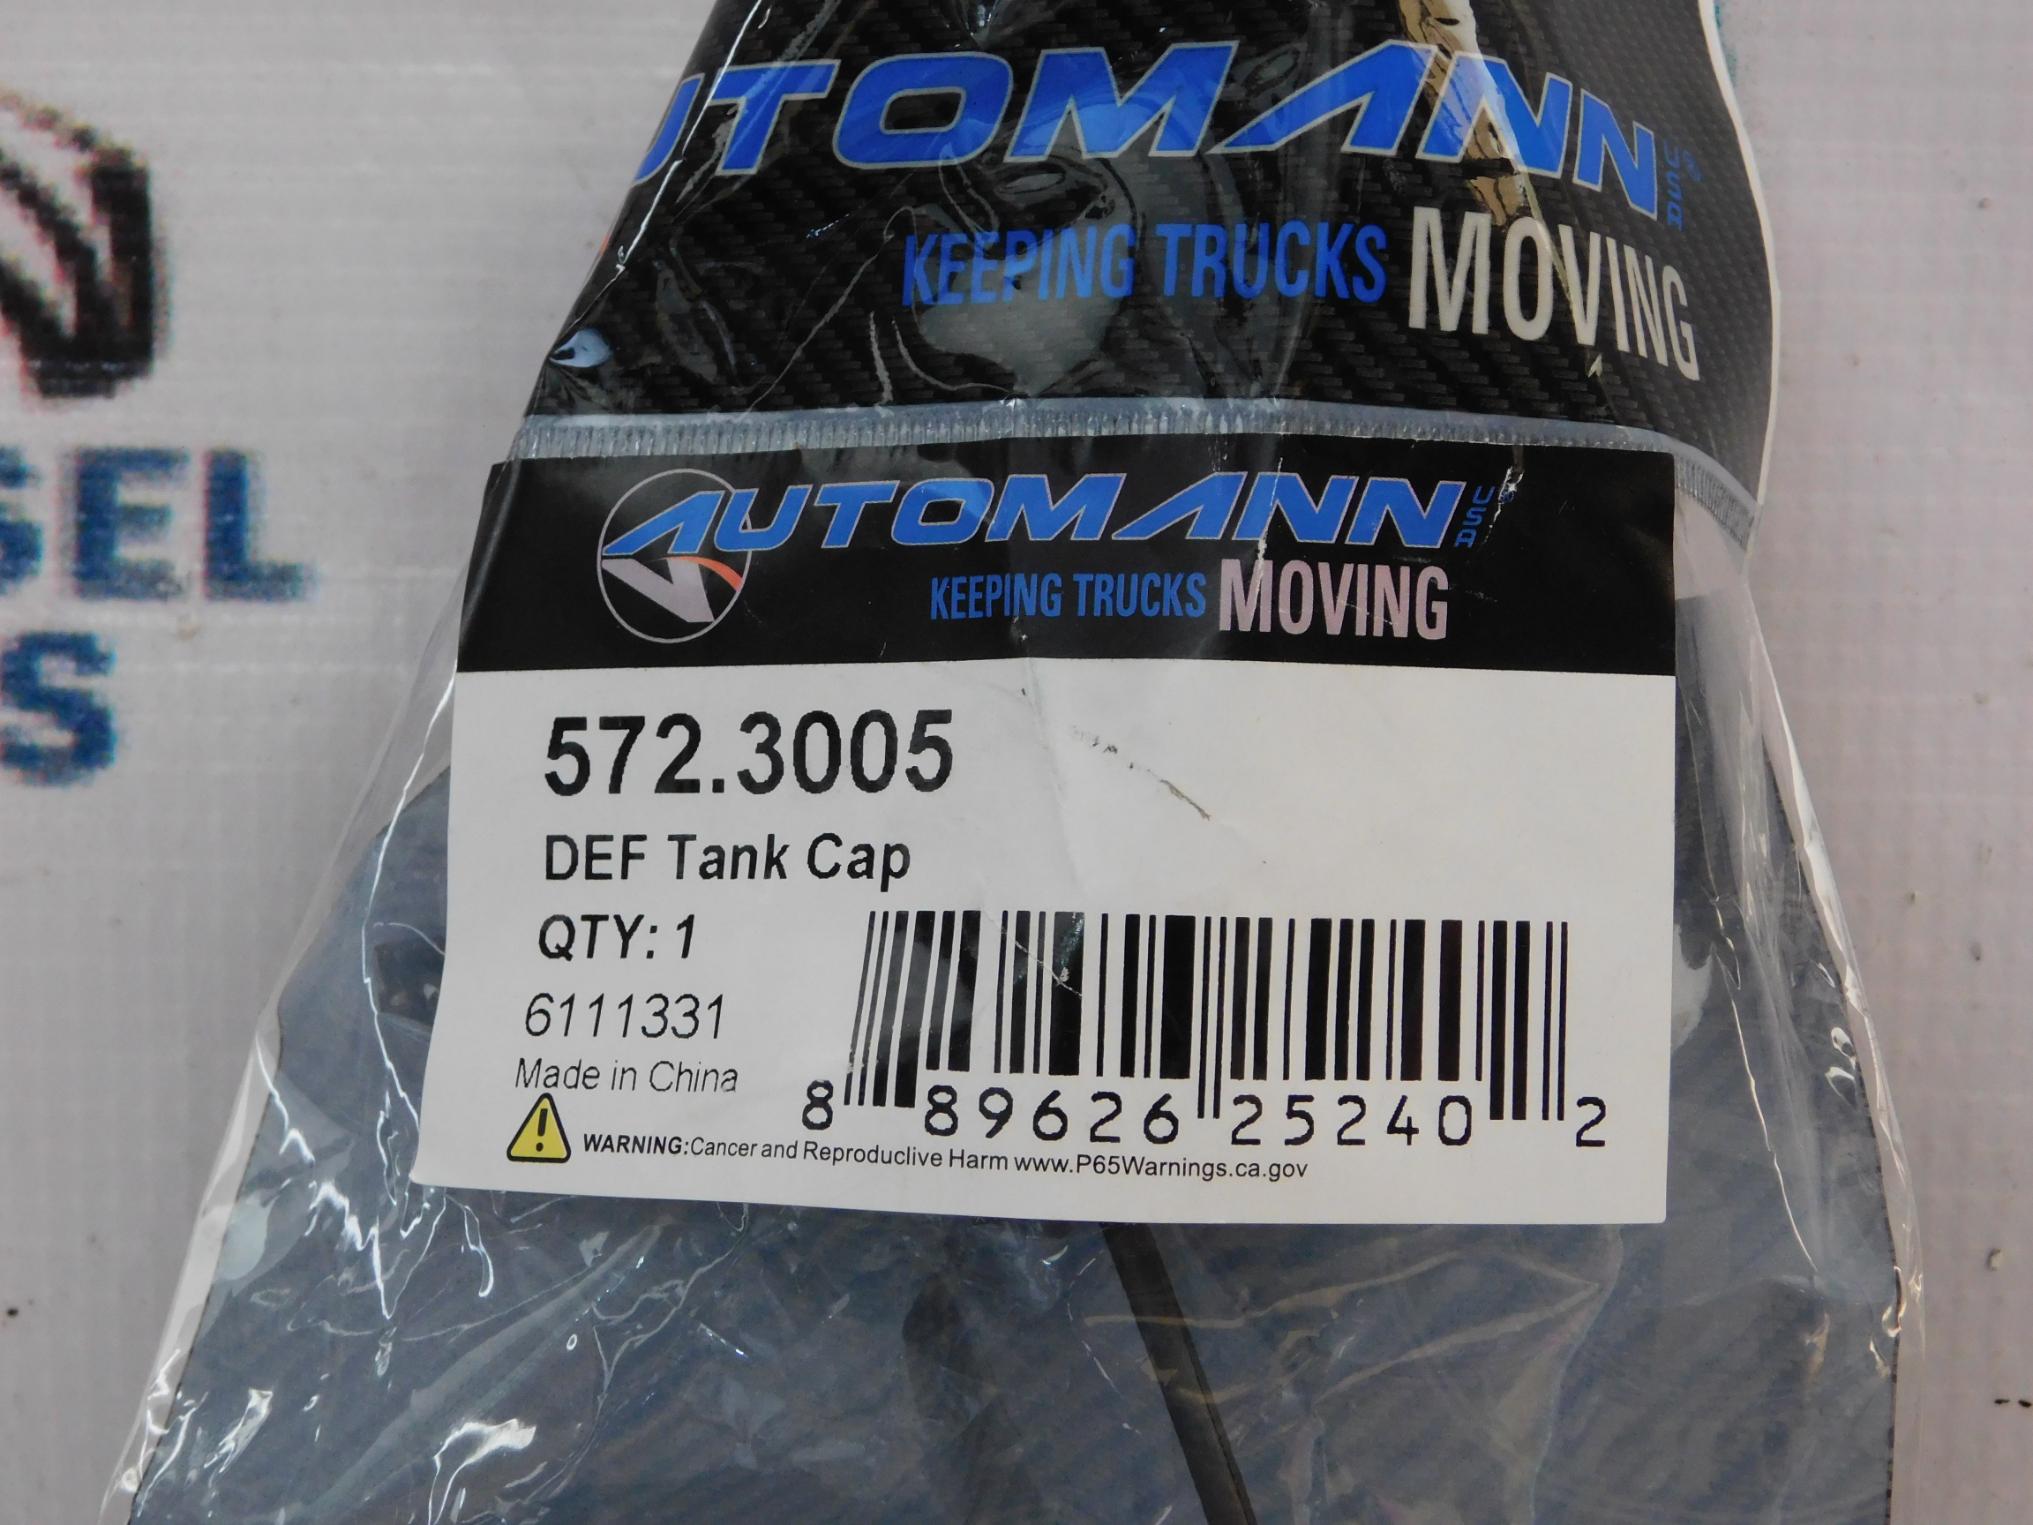 AUTOMANN USA
KEEPING TRUCKS MOVING
AUTOMANN USA
KEEPING TRUCKS MOVING
572.3005
DEF Tank Cap
QTY: 1
6111331
Made in China
8 89626 25240 2
WARNING:Cancer and Reproduclive Harm www.P65Warnings.ca.gov
SEL
S